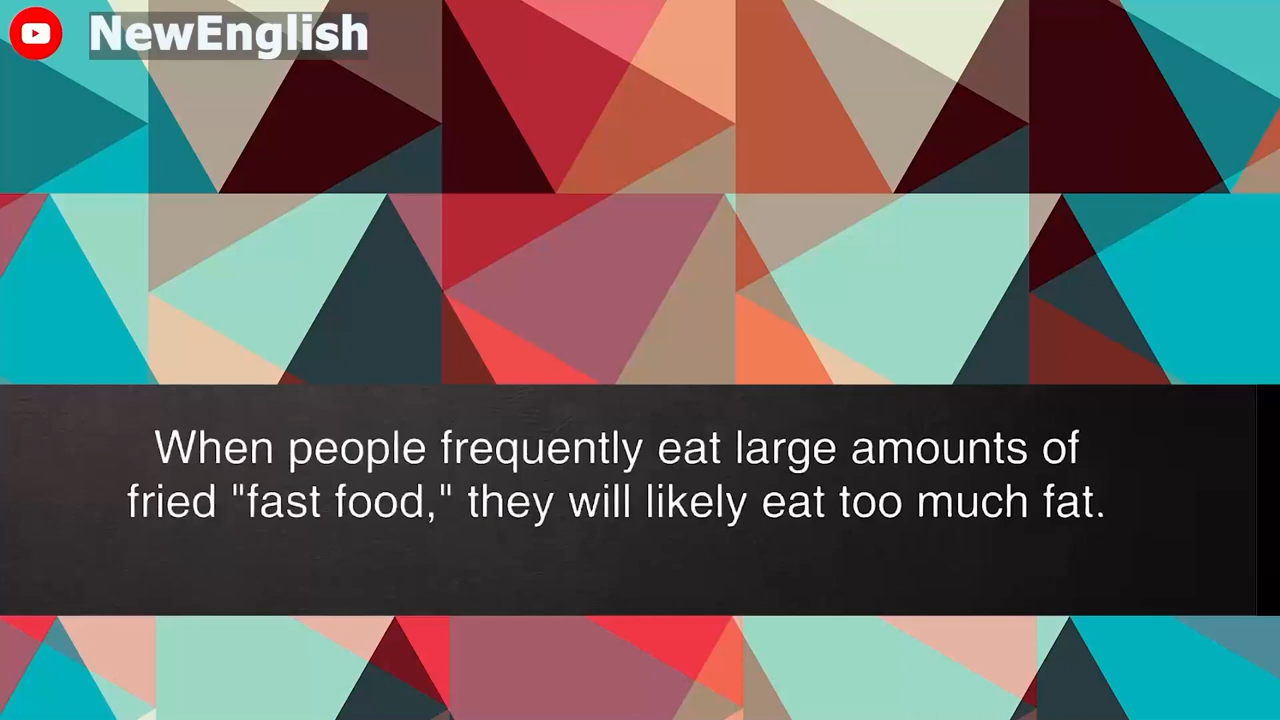 NewEnglish
When people frequently eat large amounts of
fried "fast food," they will likely eat too much fat.